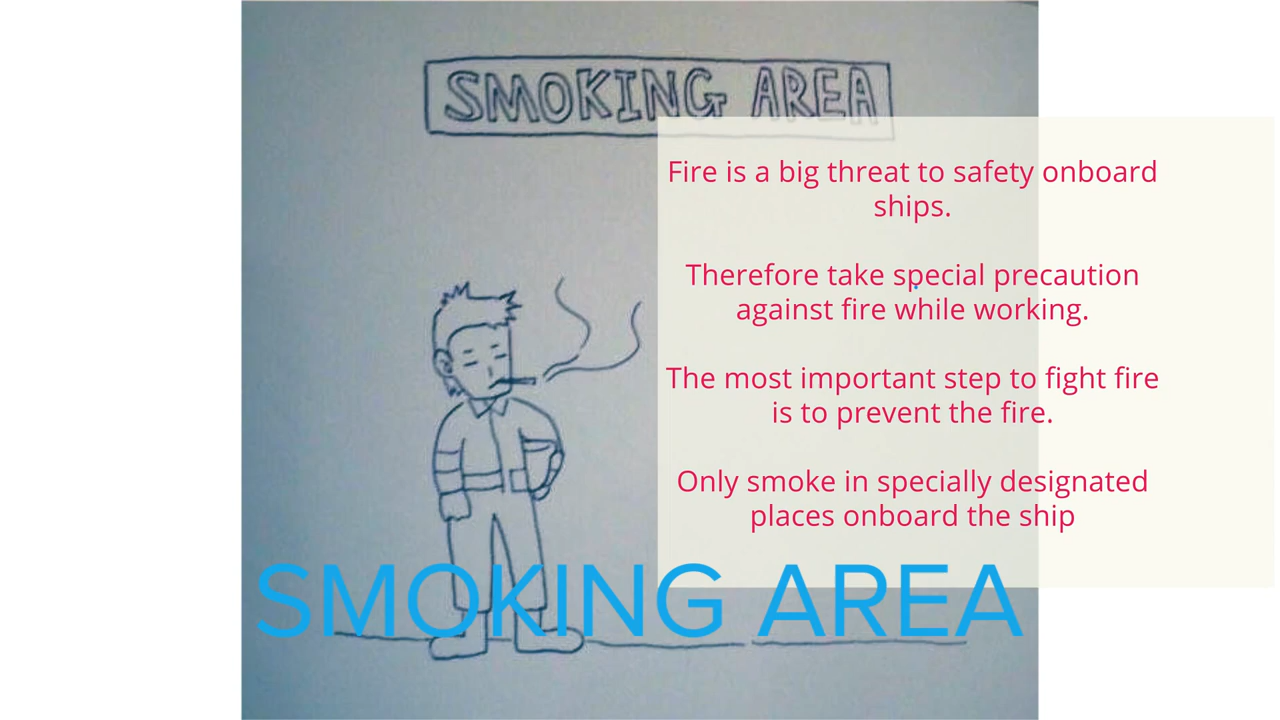 SMOKING AREA
Fire is a big threat to safety onboard
ships.
Therefore take special precaution
against fire while working.
The most important step to fight fire
is to prevent the fire.
Only smoke in specially designated
places onboard the ship
SMOKING AREA